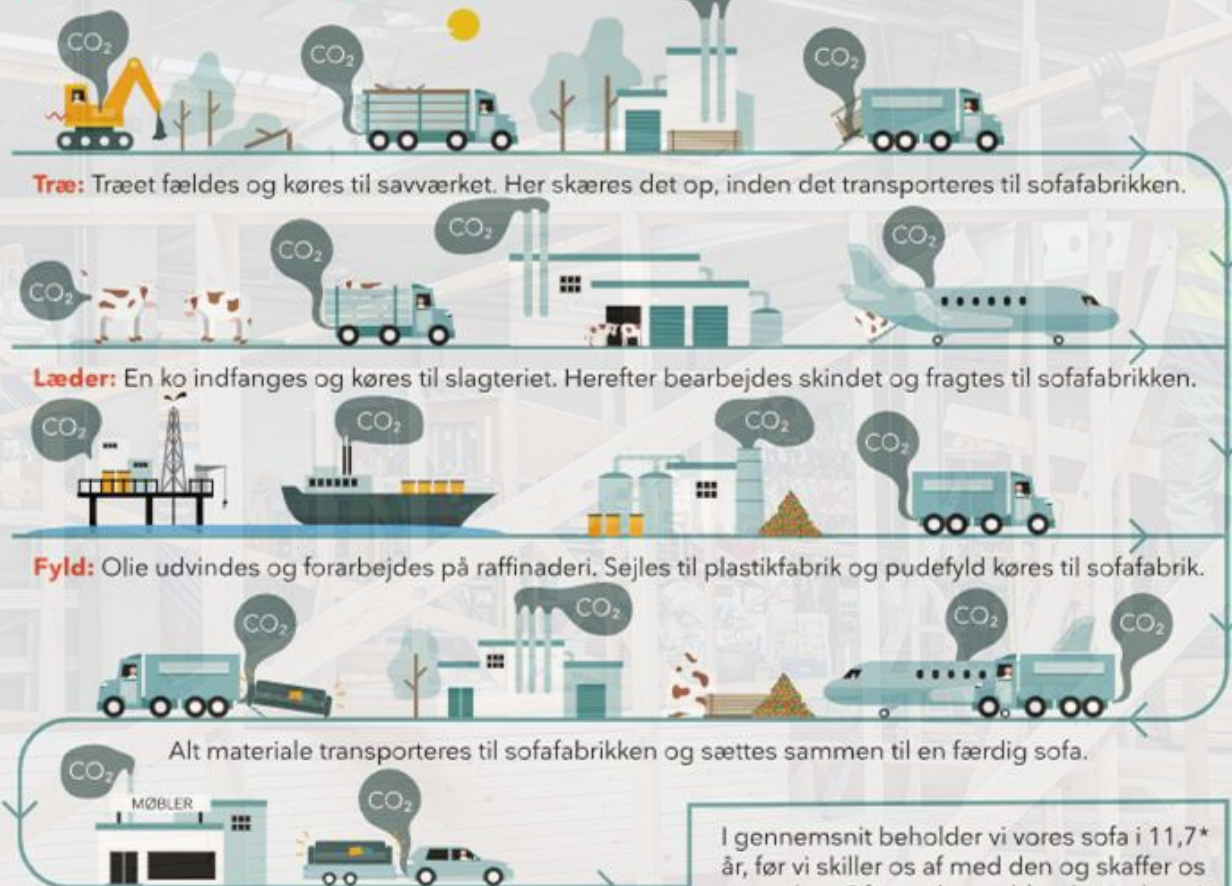 CO₂
CO₂
CO₂
Træ: Træet fældes og køres til savværket. Her skæres det op, inden det transporteres til sofafabrikken.
CO₂
CO₂
CO₂
CO₂
Læder: En ko indfanges og køres til slagteriet. Herefter bearbejdes skindet og fragtes til sofafabrikken.
CO₂
CO₂
CO₂
CO₂
Fyld: Olie udvindes og forarbejdes på raffinaderi. Sejles til plastikfabrik og pudefyld køres til sofafabrik.
CO₂
CO₂
CO₂
CO₂
Alt materiale transporteres til sofafabrikken og sættes sammen til en færdig sofa.
CO₂
MØBLER
CO₂
I gennemsnit beholder vi vores sofa i 11,7*
år, før vi skiller os af med den og skaffer os